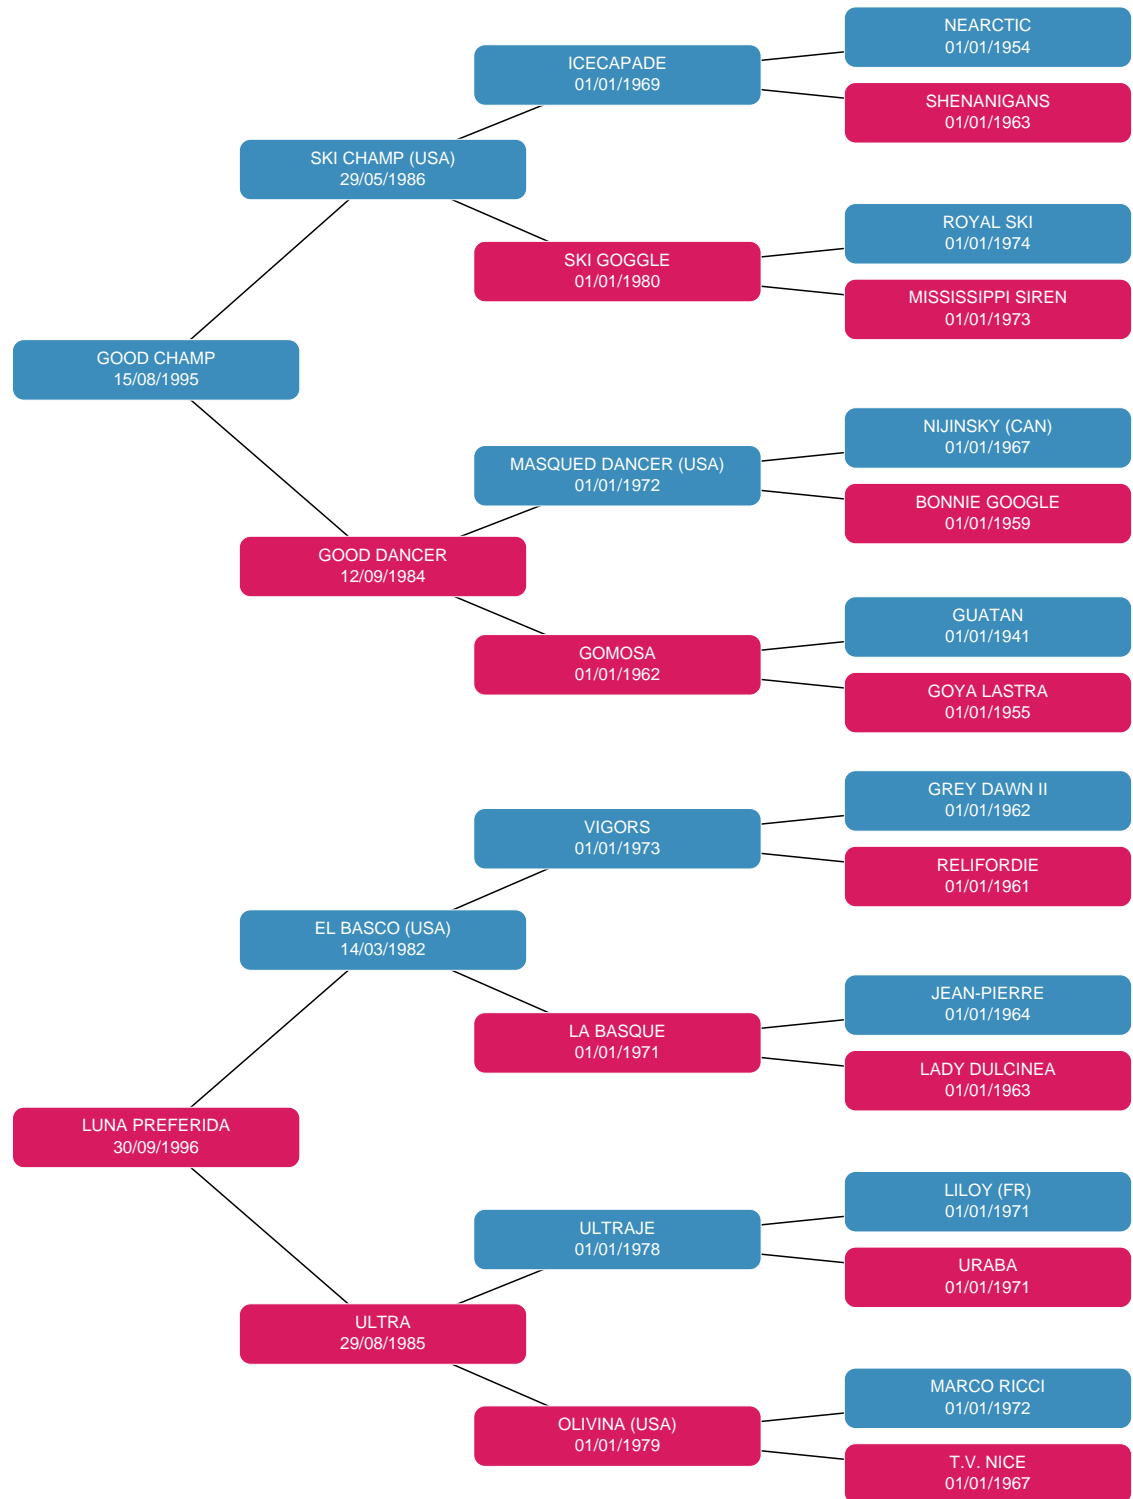 NEARCTIC
01/01/1954
ICECAPADE
01/01/1969
SHENANIGANS
01/01/1963
SKI CHAMP (USA)
29/05/1986
ROYAL SKI
01/01/1974
SKI GOGGLE
01/01/1980
MISSISSIPPI SIREN
01/01/1973
GOOD CHAMP
15/08/1995
NIJINSKY (CAN)
01/01/1967
MASQUED DANCER (USA)
01/01/1972
BONNIE GOOGLE
01/01/1959
GOOD DANCER
12/09/1984
GUATAN
01/01/1941
GOMOSA
01/01/1962
GOYA LASTRA
01/01/1955
GREY DAWN II
01/01/1962
VIGORS
01/01/1973
RELIFORDIE
01/01/1961
EL BASCO (USA)
14/03/1982
JEAN-PIERRE
01/01/1964
LA BASQUE
01/01/1971
LADY DULCINEA
01/01/1963
LUNA PREFERIDA
30/09/1996
LILOY (FR)
01/01/1971
ULTRAJE
01/01/1978
URABA
01/01/1971
ULTRA
29/08/1985
MARCO RICCI
01/01/1972
OLIVINA (USA)
01/01/1979
T.V. NICE
01/01/1967